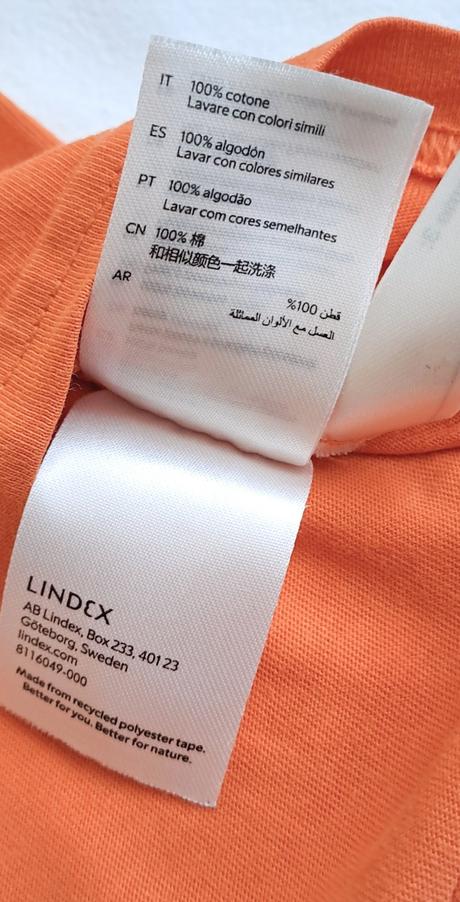 IT 100% cotone
Lavare con colori simili
ES 100% algodón
Lavar con colores similares
PT 100% algodão
Lavar com cores semelhantes
CN 100% 棉
和相似颜色一起洗涤
AR
قطن 100%
الغسل مع الألوان المماثلة
LINDEX
AB Lindex, Box 233, 401 23
Göteborg, Sweden
lindex.com
8116049-000
Made from recycled polyester tape.
Better for you. Better for nature.